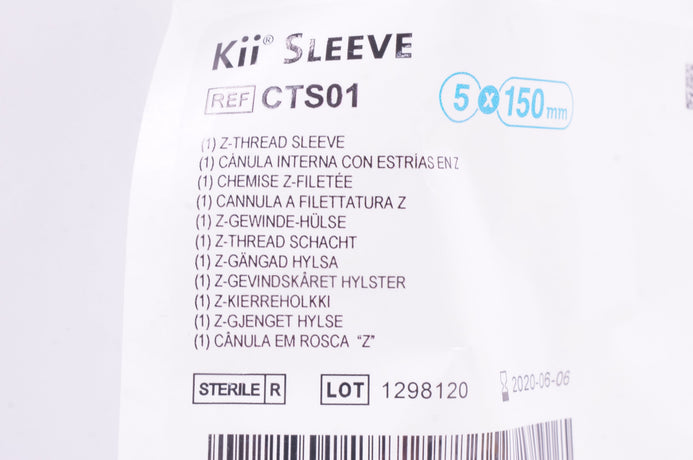 Kii® SLEEVE
REF CTS01
5 x 150mm
(1) Z-THREAD SLEEVE
(1) CÁNULA INTERNA CON ESTRÍAS EN Z
(1) CHEMISE Z-FILETÉE
(1) CANNULA A FILETTATURA Z
(1) Z-GEWINDE-HÜLSE
(1) Z-THREAD SCHACHT
(1) Z-GÄNGAD HYLSA
(1) Z-GEVINDSKÅRET HYLSTER
(1) Z-KIERREHOLKKI
(1) Z-GJENGET HYLSE
(1) CÂNULA EM ROSCA “Z”
STERILE R
LOT 1298120
2020-06-06